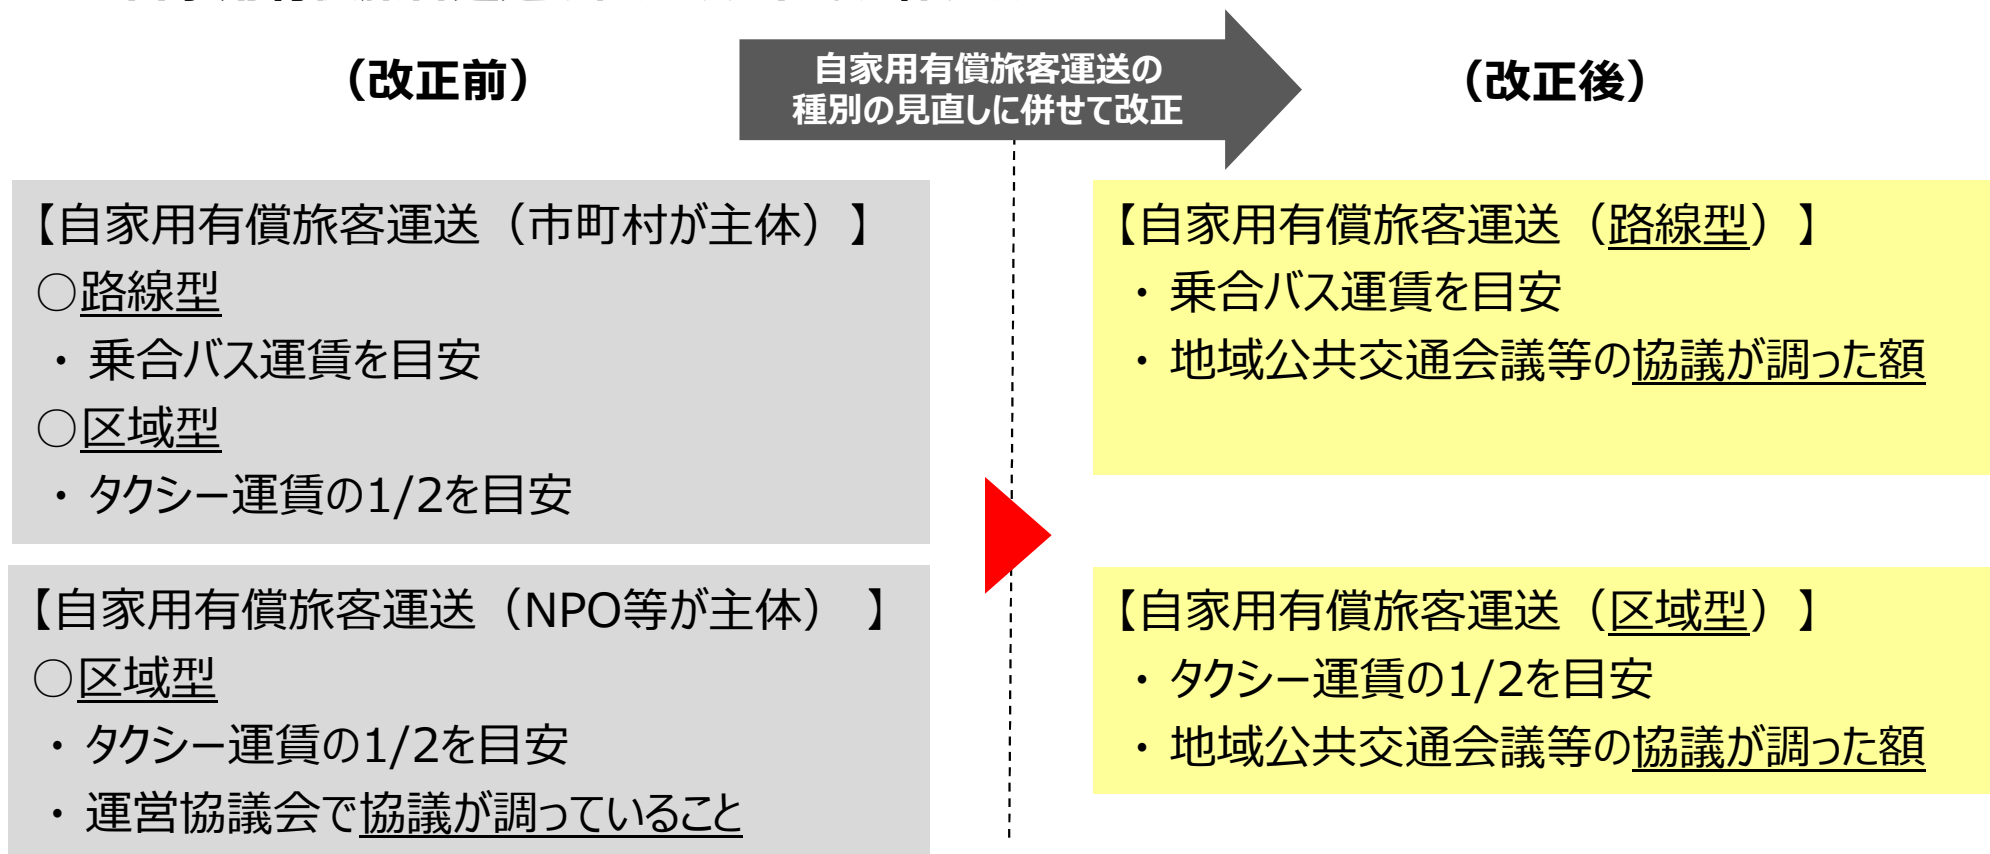 （改正前）
自家用有償旅客運送の
種別の見直しに併せて改正
（改正後）
【自家用有償旅客運送（市町村が主体）】
○路線型
・ 乗合バス運賃を目安
○区域型
・ タクシー運賃の1/2を目安
【自家用有償旅客運送（NPO等が主体） 】
○区域型
・ タクシー運賃の1/2を目安
・ 運営協議会で協議が調っていること
【自家用有償旅客運送（路線型）】
・ 乗合バス運賃を目安
・ 地域公共交通会議等の協議が調った額
【自家用有償旅客運送（区域型）】
・ タクシー運賃の1/2を目安
・ 地域公共交通会議等の協議が調った額